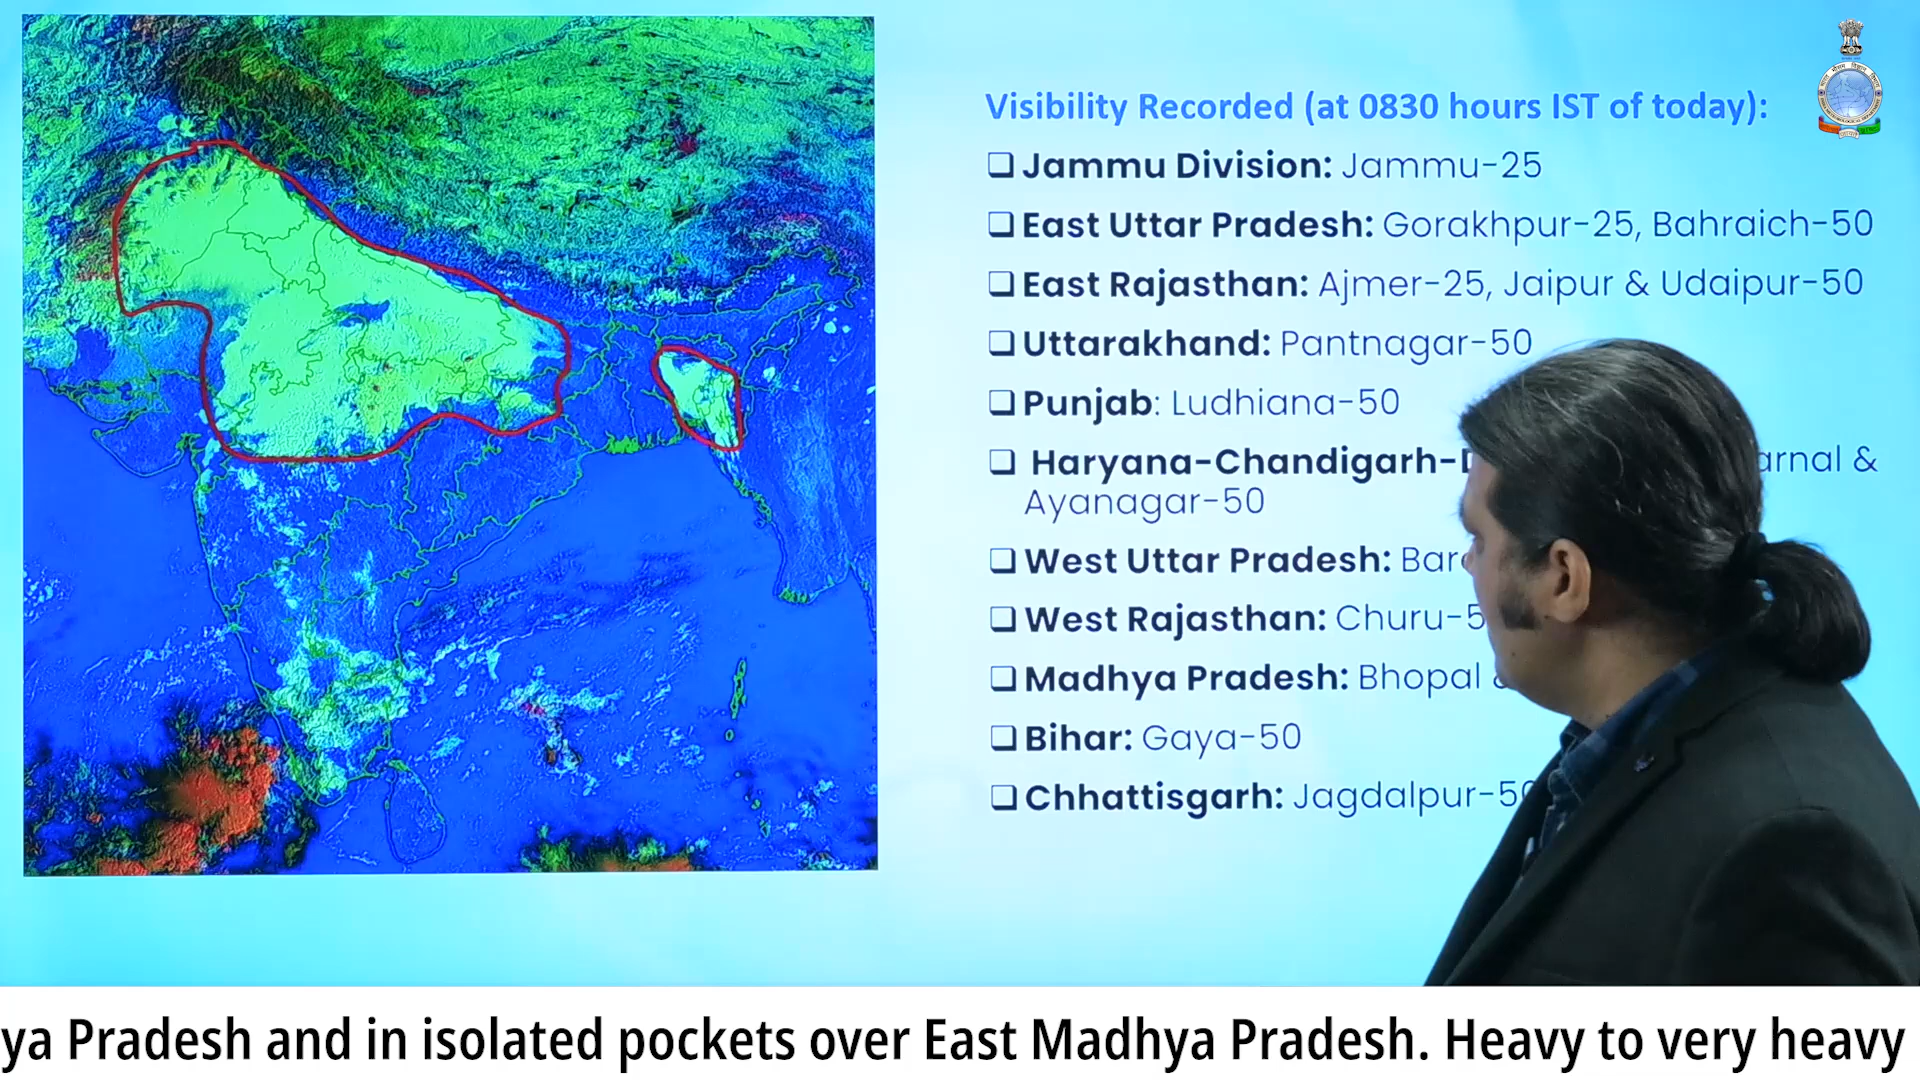 Visibility Recorded (at 0830 hours IST of today):
❑ Jammu Division: Jammu-25
❑ East Uttar Pradesh: Gorakhpur-25, Bahraich-50
❑ East Rajasthan: Ajmer-25, Jaipur & Udaipur-50
❑ Uttarakhand: Pantnagar-50
❑ Punjab: Ludhiana-50
❑ Haryana-Chandigarh- &
Ayanagar-50
❑ West Uttar Pradesh:
❑ West Rajasthan: Churu-5
❑ Madhya Pradesh: Bhopal
❑ Bihar: Gaya-50
❑ Chhattisgarh: Jagdalpur-50
ya Pradesh and in isolated pockets over East Madhya Pradesh. Heavy to very heavy